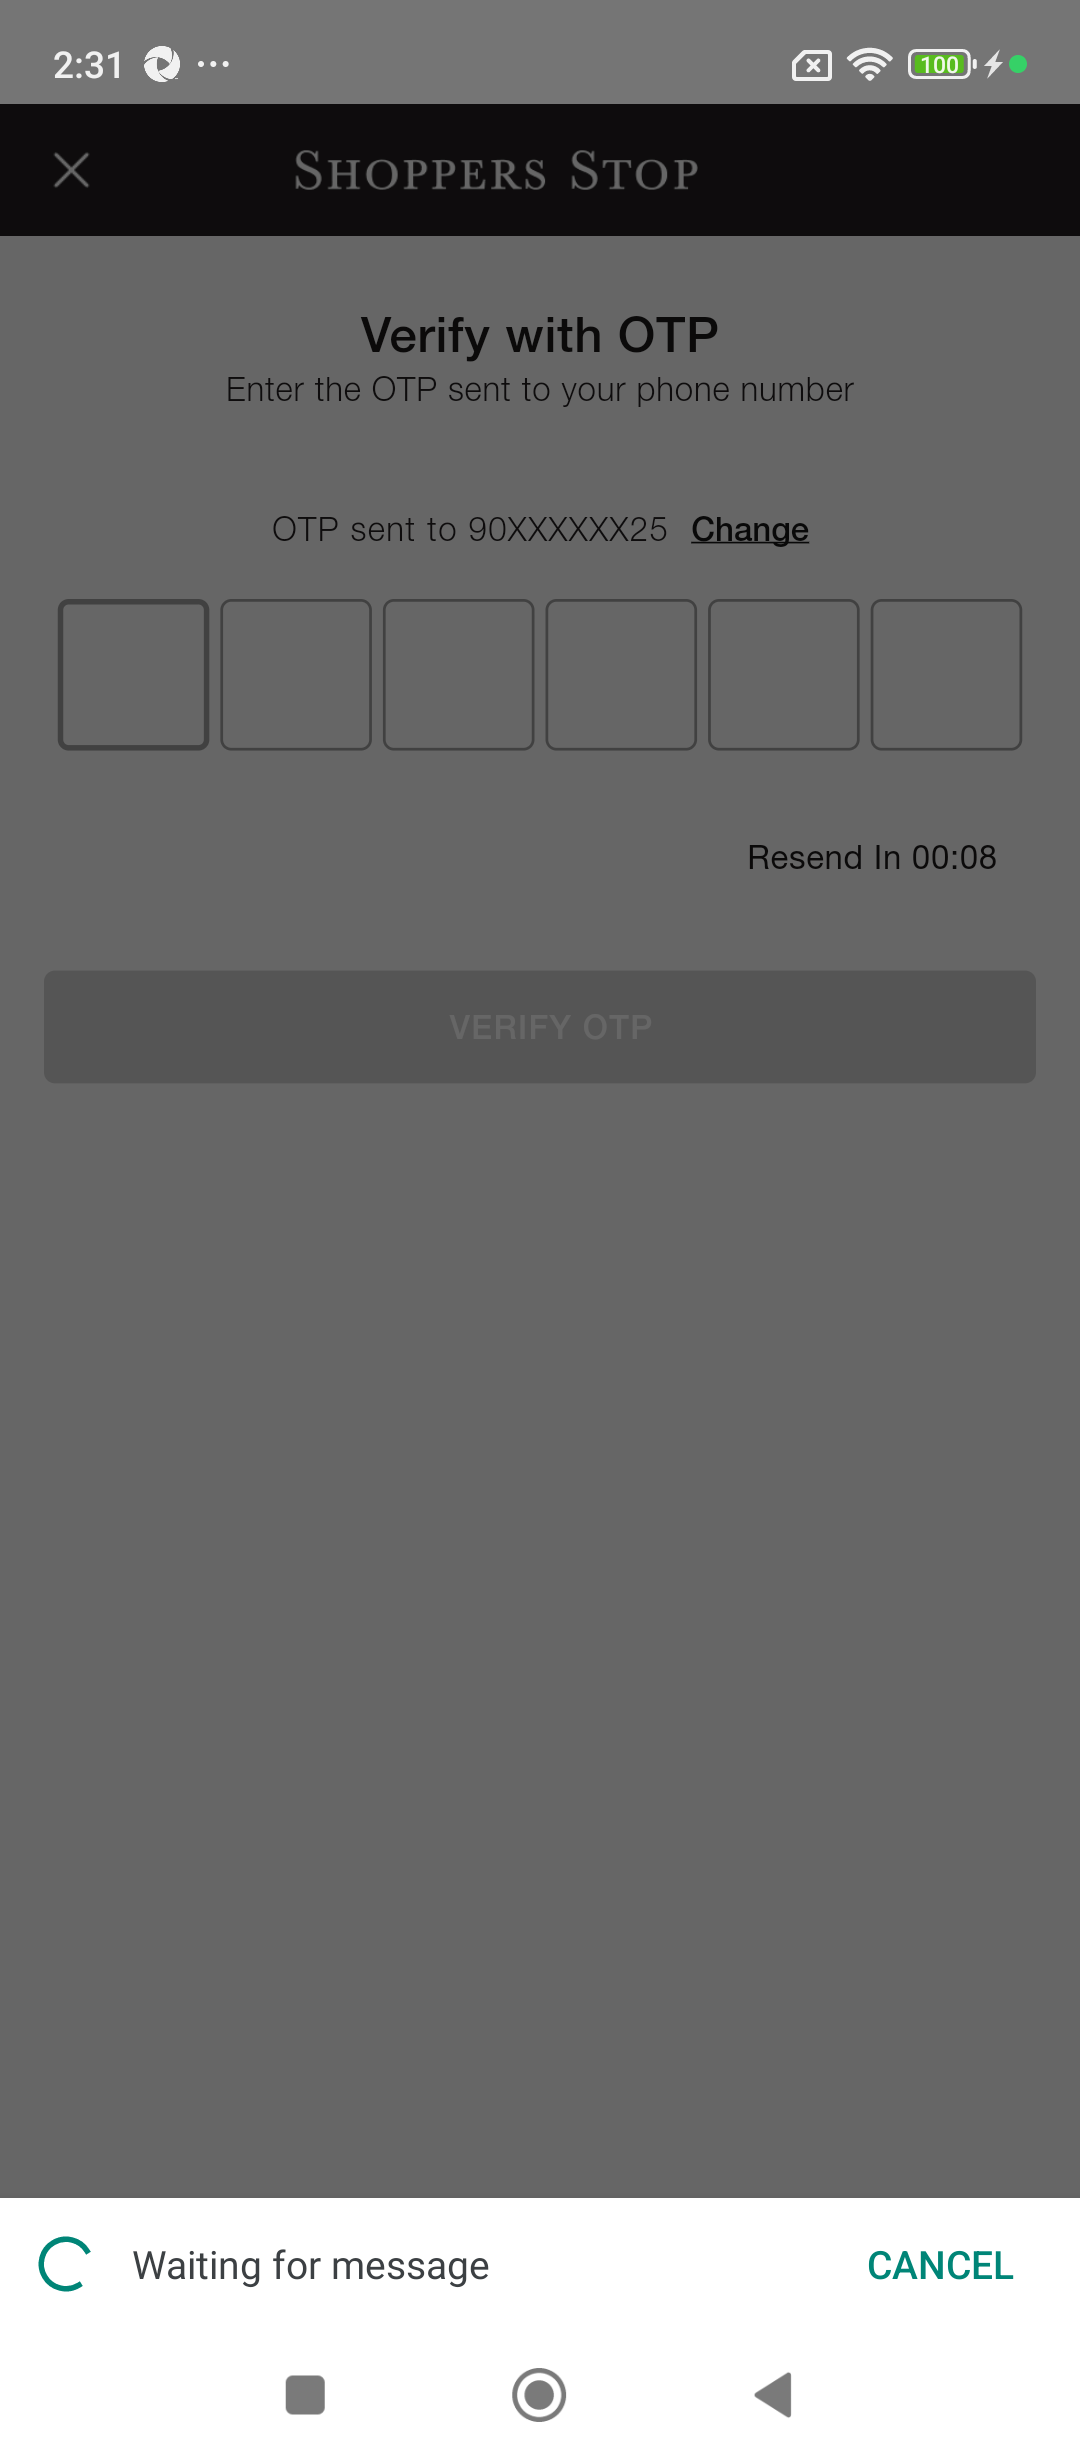 2:31
100
SHOPPERS STOP
Verify with OTP
Enter the OTP sent to your phone number
OTP sent to 90XXXXXX25 Change
Resend In 00:08
VERIFY OTP
Waiting for message CANCEL